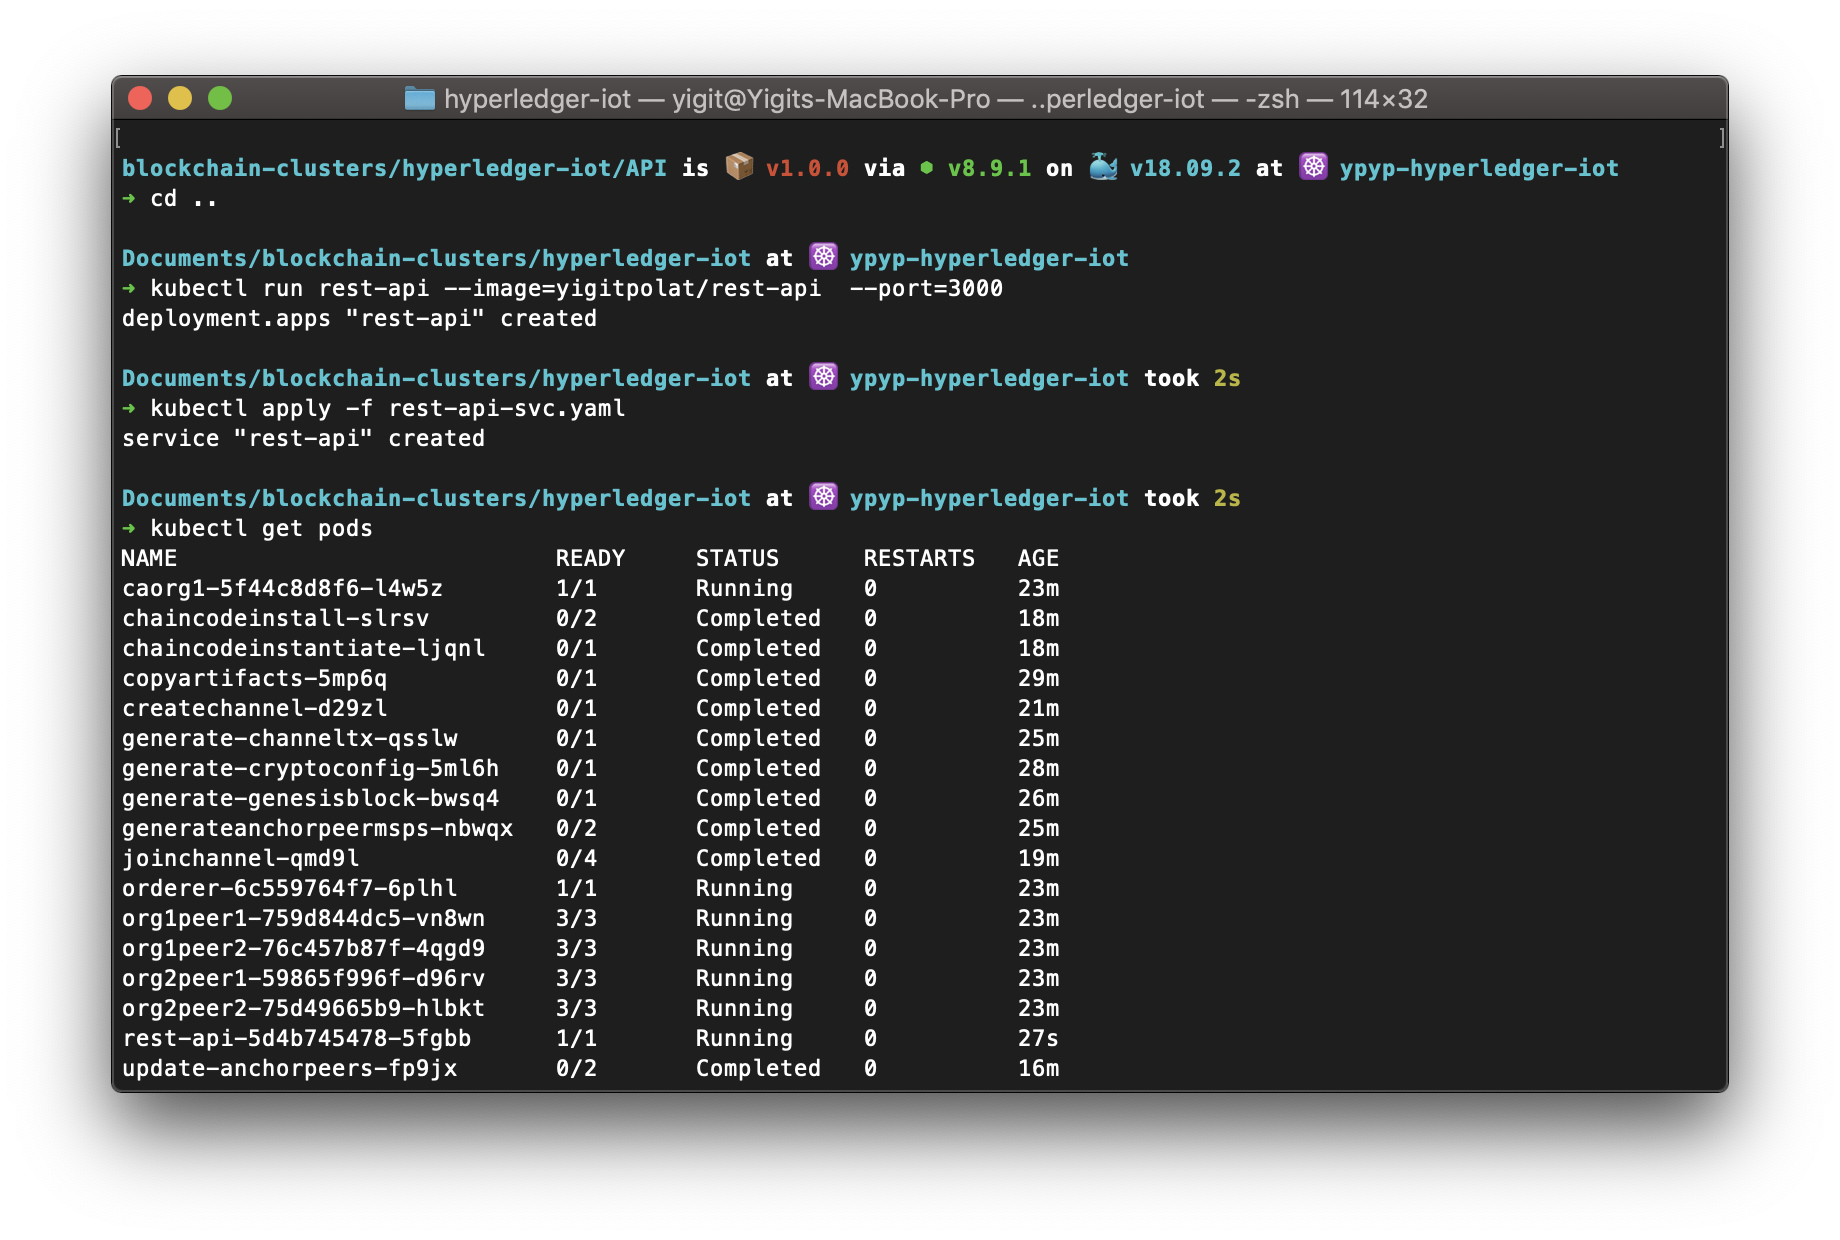 hyperledger-iot — yigit@Yigits-MacBook-Pro — ..perledger-iot — -zsh — 114×32
[ ]
blockchain-clusters/hyperledger-iot/API is 📦 v1.0.0 via ⬢ v8.9.1 on 🐳 v18.09.2 at ☸ ypyp-hyperledger-iot
➜ cd ..
Documents/blockchain-clusters/hyperledger-iot at ☸ ypyp-hyperledger-iot
➜ kubectl run rest-api --image=yigitpolat/rest-api  --port=3000
deployment.apps "rest-api" created
Documents/blockchain-clusters/hyperledger-iot at ☸ ypyp-hyperledger-iot took 2s
➜ kubectl apply -f rest-api-svc.yaml
service "rest-api" created
Documents/blockchain-clusters/hyperledger-iot at ☸ ypyp-hyperledger-iot took 2s
➜ kubectl get pods
NAME                           READY     STATUS      RESTARTS   AGE
caorg1-5f44c8d8f6-l4w5z        1/1       Running     0          23m
chaincodeinstall-slrsv         0/2       Completed   0          18m
chaincodeinstantiate-ljqnl     0/1       Completed   0          18m
copyartifacts-5mp6q            0/1       Completed   0          29m
createchannel-d29zl            0/1       Completed   0          21m
generate-channeltx-qsslw       0/1       Completed   0          25m
generate-cryptoconfig-5ml6h    0/1       Completed   0          28m
generate-genesisblock-bwsq4    0/1       Completed   0          26m
generateanchorpeermsps-nbwqx   0/2       Completed   0          25m
joinchannel-qmd9l              0/4       Completed   0          19m
orderer-6c559764f7-6plhl       1/1       Running     0          23m
org1peer1-759d844dc5-vn8wn     3/3       Running     0          23m
org1peer2-76c457b87f-4qgd9     3/3       Running     0          23m
org2peer1-59865f996f-d96rv     3/3       Running     0          23m
org2peer2-75d49665b9-hlbkt     3/3       Running     0          23m
rest-api-5d4b745478-5fgbb      1/1       Running     0          27s
update-anchorpeers-fp9jx       0/2       Completed   0          16m